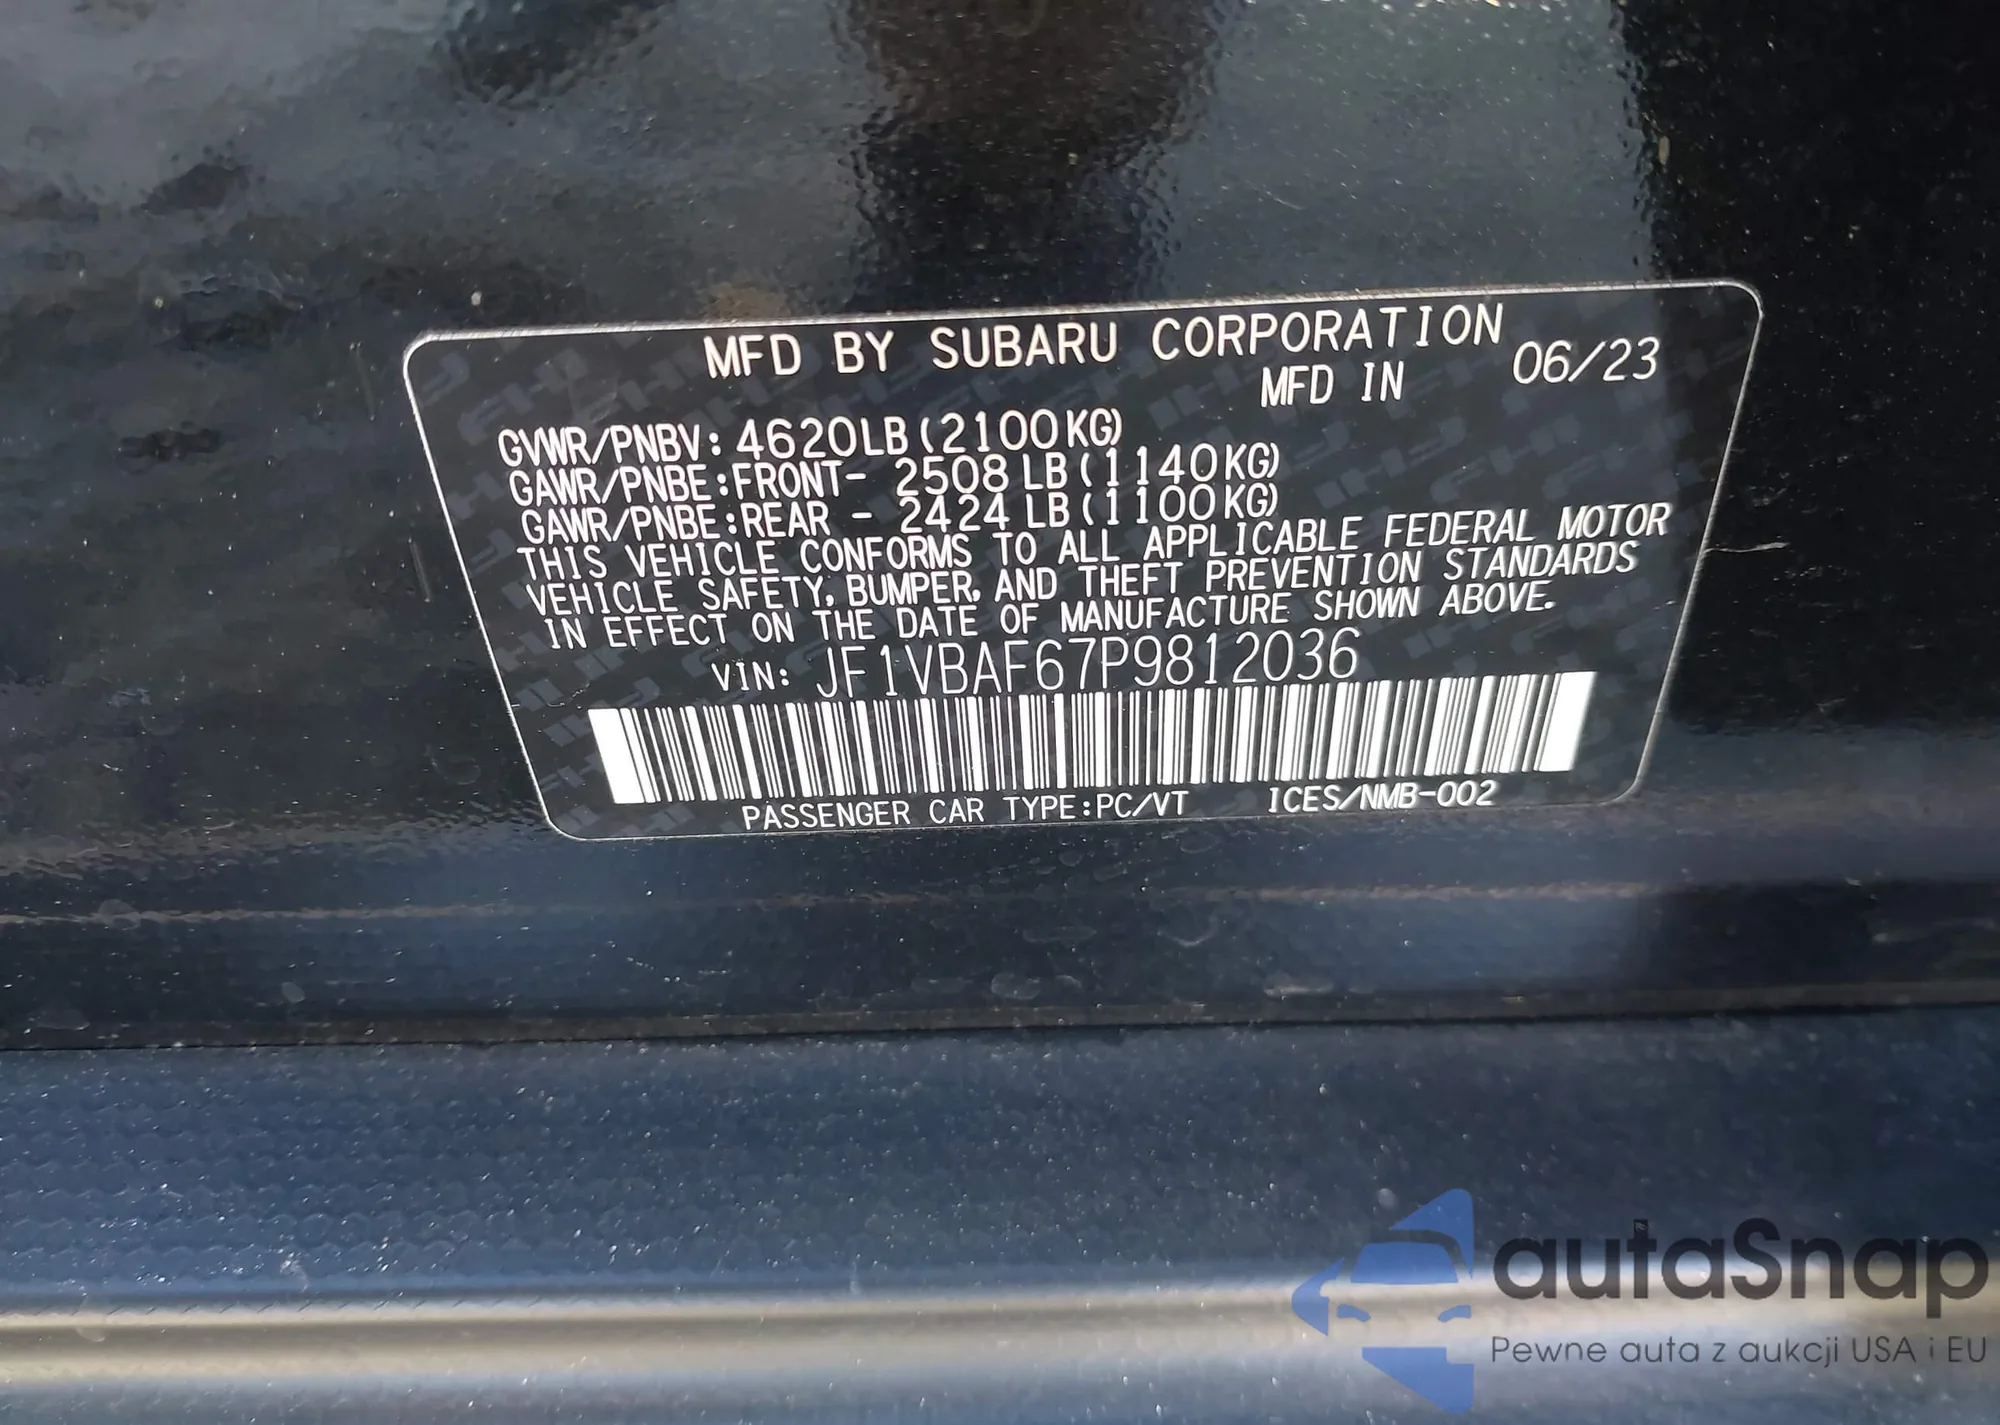 MFD BY SUBARU CORPORATION
MFD IN 06/23
GVWR/PNBV: 4620LB(2100KG)
GAWR/PNBE:FRONT- 2508 LB(1140KG)
GAWR/PNBE:REAR - 2424 LB(1100KG)
THIS VEHICLE CONFORMS TO ALL APPLICABLE FEDERAL MOTOR
VEHICLE SAFETY, BUMPER, AND THEFT PREVENTION STANDARDS
IN EFFECT ON THE DATE OF MANUFACTURE SHOWN ABOVE.
VIN: JF1VBAF67P9812036
PASSENGER CAR TYPE:PC/VT ICES/NMB-002
autaSnap
Pewne auta z aukcji USA i EU